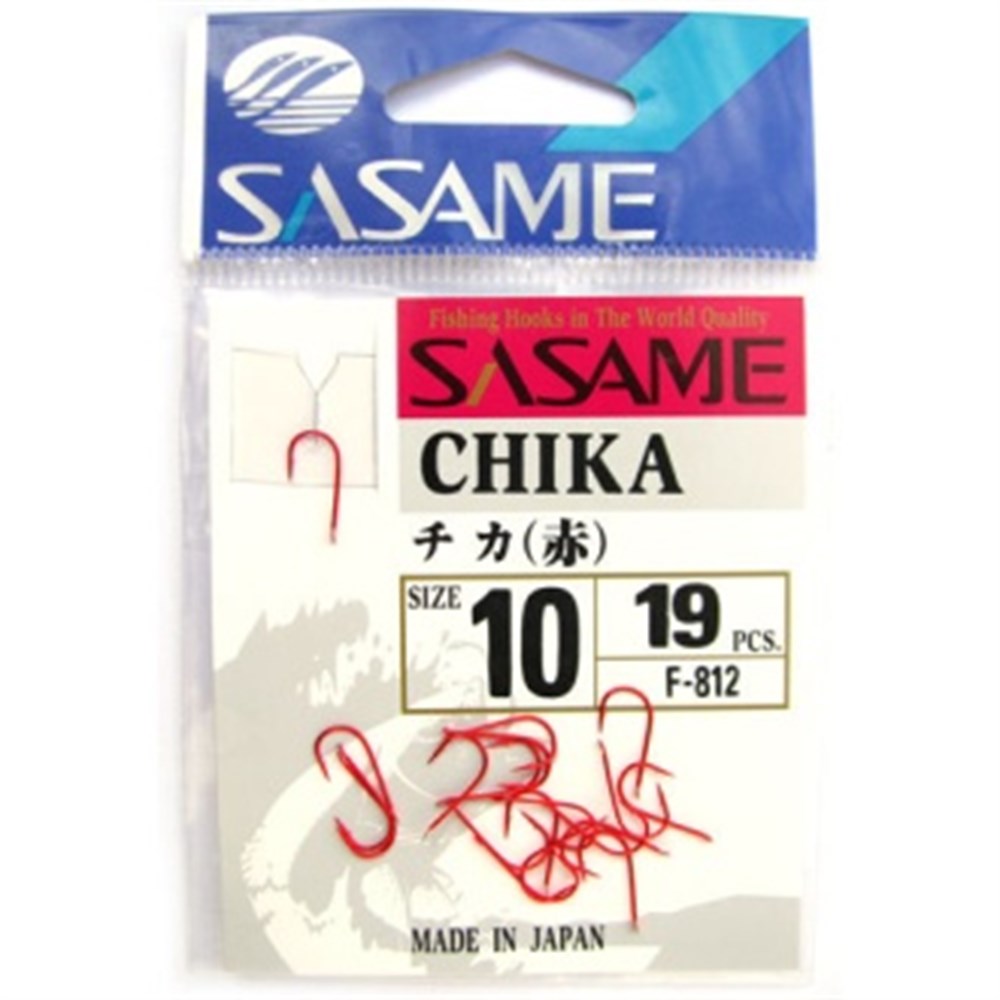 SASAME
Fishing Hooks in The World Quality
SASAME
CHIKA
チカ(赤)
SIZE 10
19 PCS.
F-812
MADE IN JAPAN